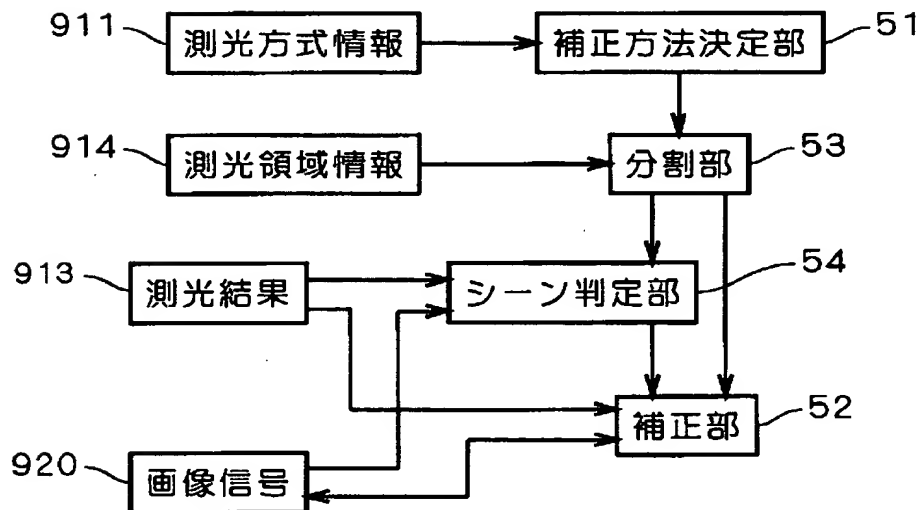 911 測光方式情報 補正方法決定部 51
914 測光領域情報 分割部 53
913 測光結果 シーン判定部 54
補正部 52
920 画像信号